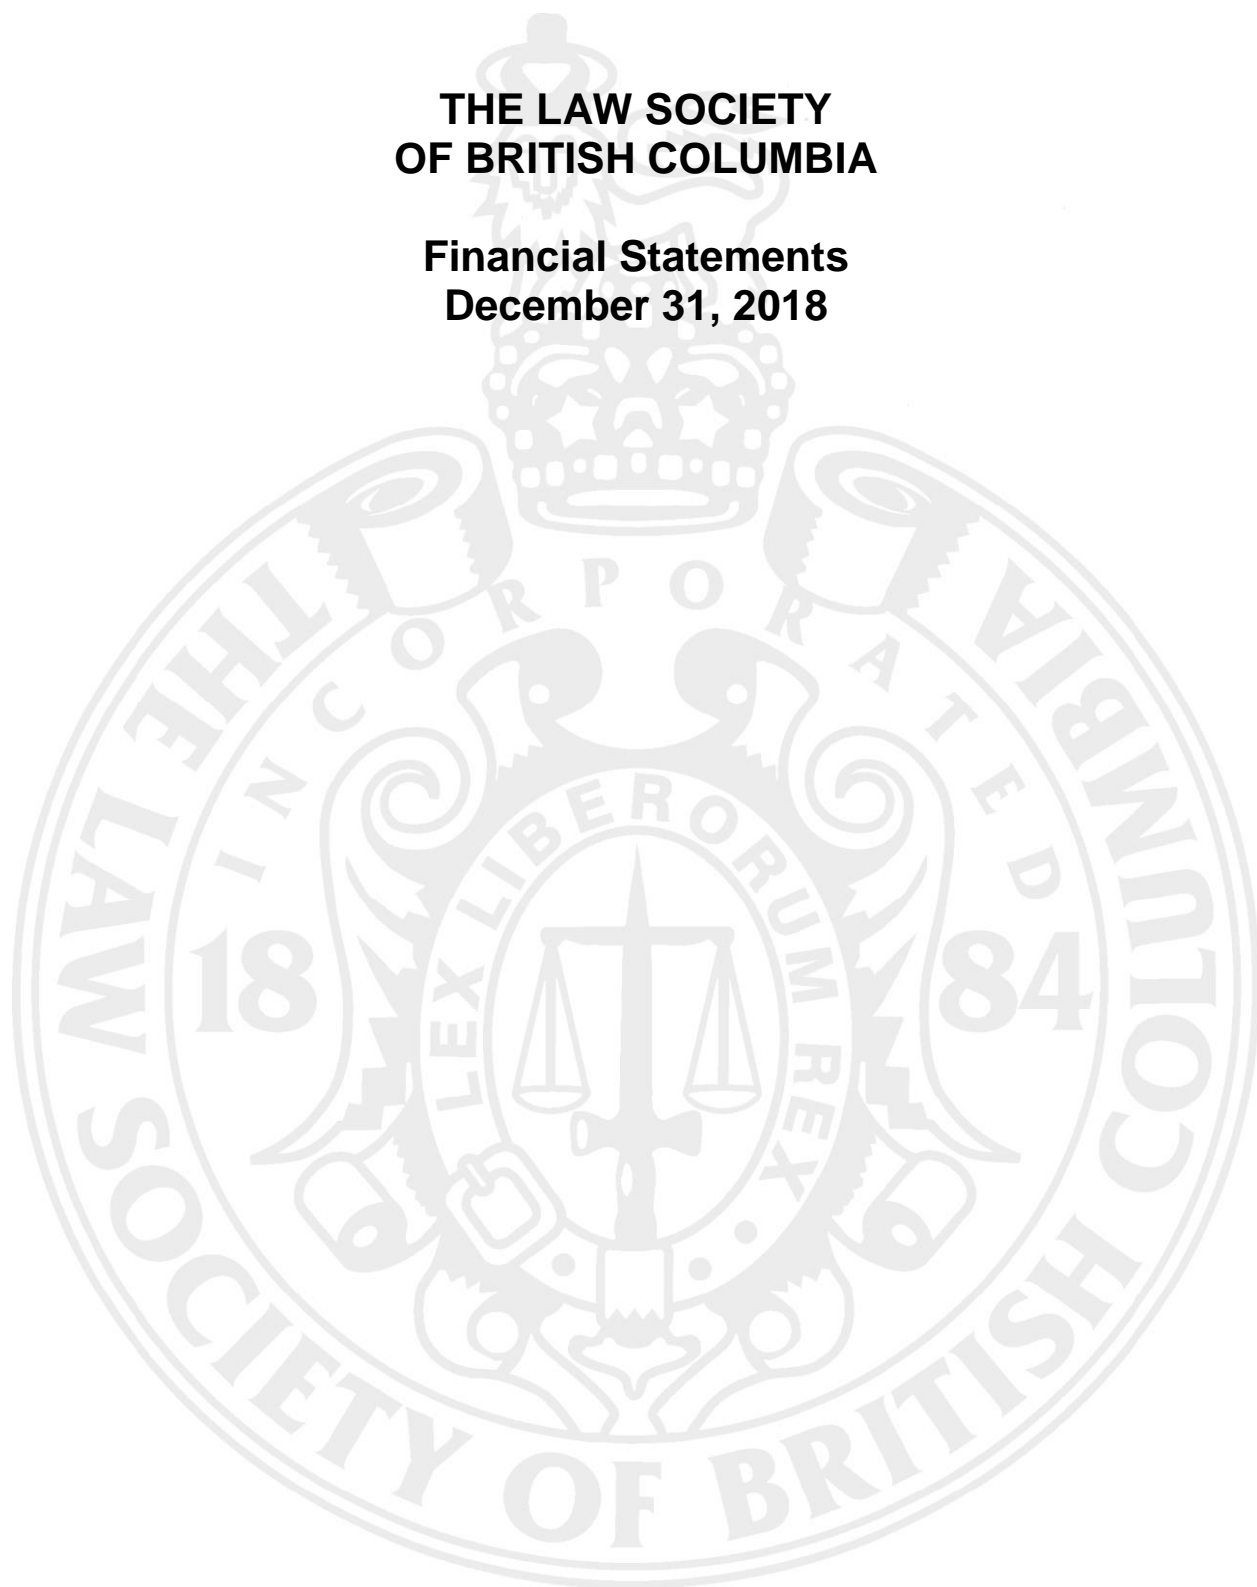 THE LAW SOCIETY
OF BRITISH COLUMBIA
Financial Statements
December 31, 2018
THE LAW SOCIETY OF BRITISH COLUMBIA
INCORPORATED
18 84
LEX LIBERORUM REX